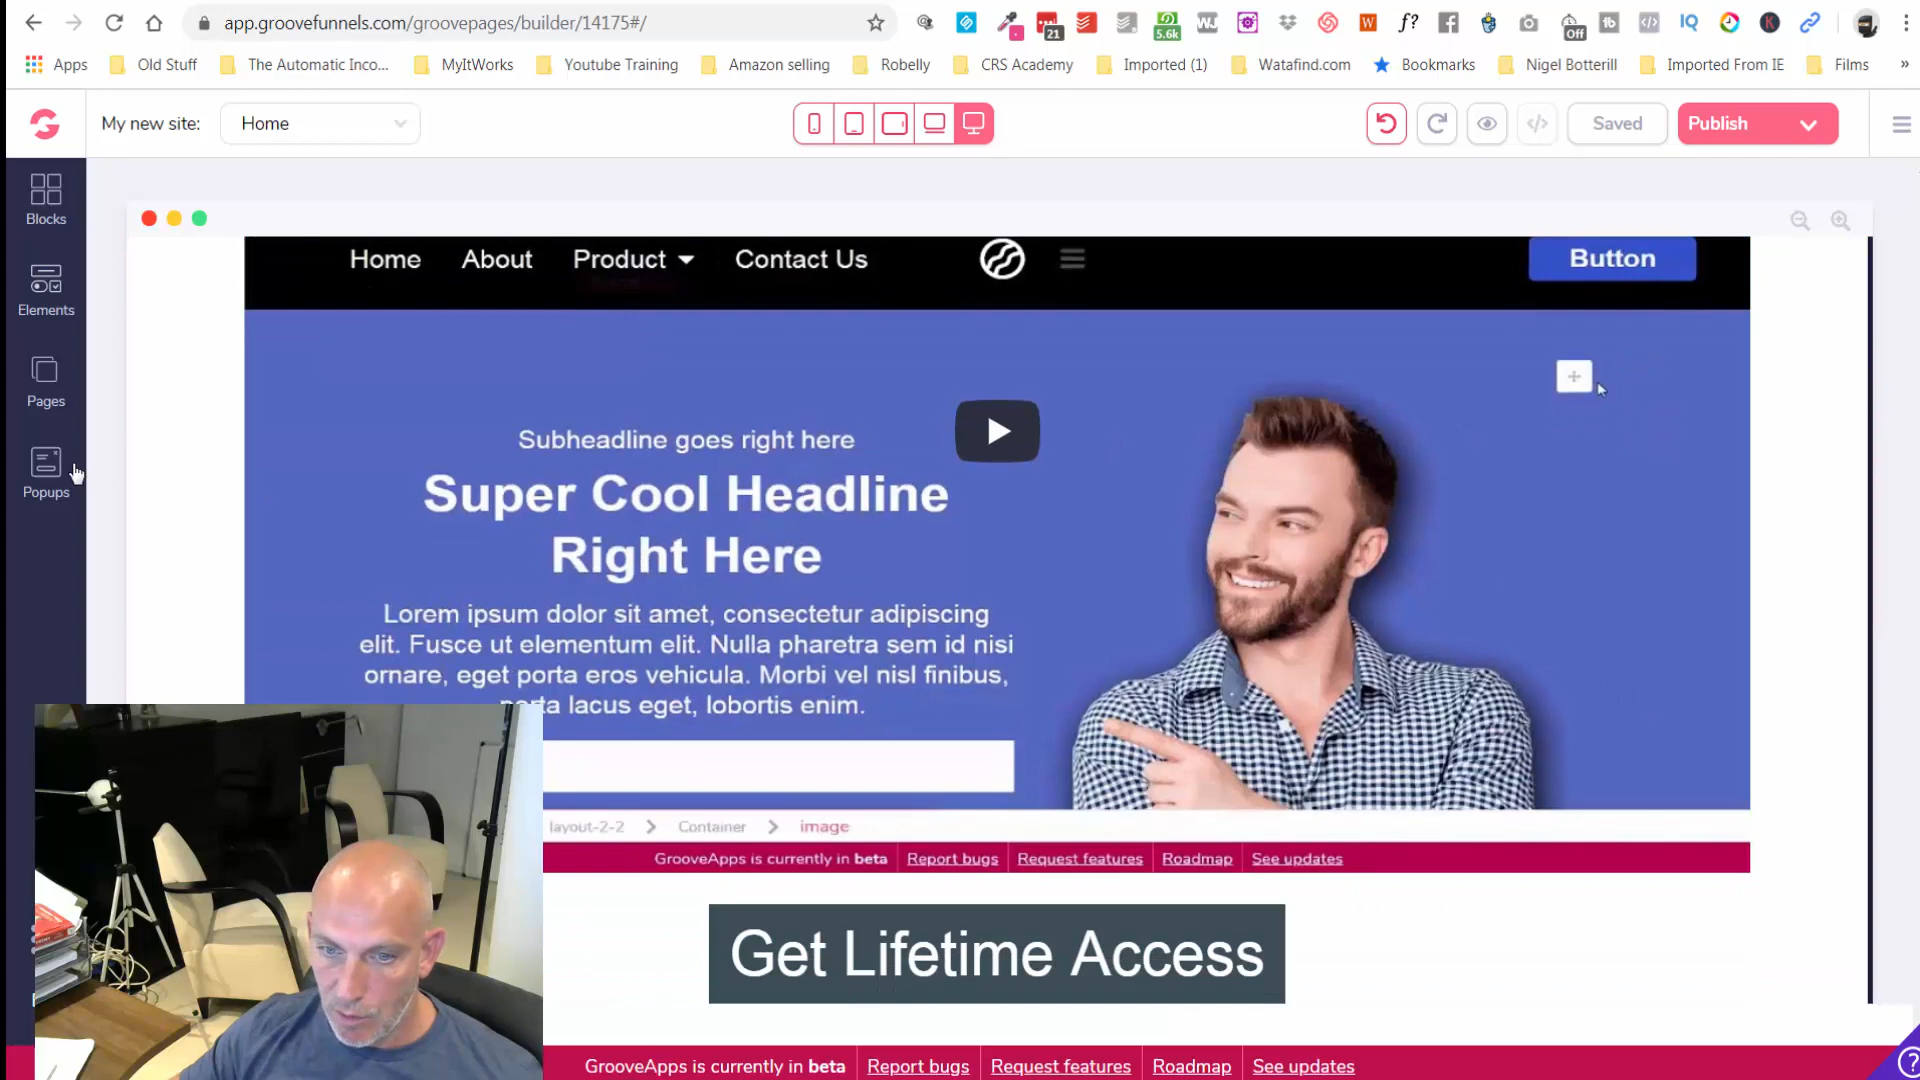 app.groovefunnels.com/groovepages/builder/14175#/
21
5.6k
Off
Apps
Old Stuff
The Automatic Inco...
MyItWorks
Youtube Training
Amazon selling
Robelly
CRS Academy
Imported (1)
Watafind.com
Bookmarks
Nigel Botterill
Imported From IE
Films
»
My new site:
Home
Saved
Publish
Blocks
Elements
Pages
Popups
Home
About
Product
Contact Us
Button
Subheadline goes right here
Super Cool Headline
Right Here
Lorem ipsum dolor sit amet, consectetur adipiscing
elit. Fusce ut elementum elit. Nulla pharetra sem id nisi
ornare, eget porta eros vehicula. Morbi vel nisl finibus,
porta lacus eget, lobortis enim.
layout-2-2 > Container > image
GrooveApps is currently in beta
Report bugs
Request features
Roadmap
See updates
Get Lifetime Access
GrooveApps is currently in beta
Report bugs
Request features
Roadmap
See updates